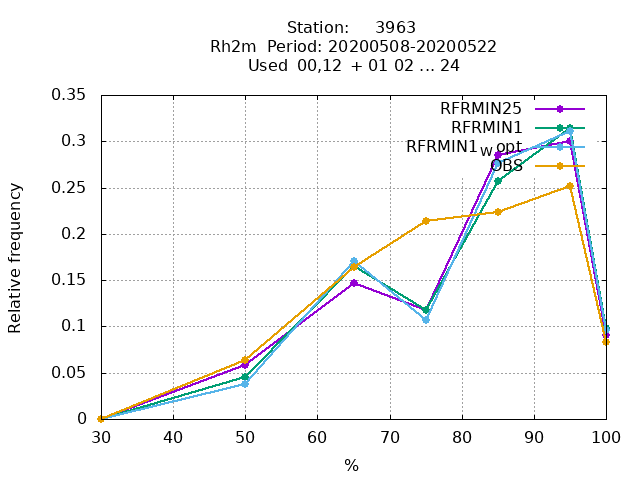 Station: 3963
Rh2m Period: 20200508-20200522
Used 00,12 + 01 02 ... 24
RFRMIN25
RFRMIN1
RFRMIN1wopt
OBS
Relative frequency
0.35
0.3
0.25
0.2
0.15
0.1
0.05
0
30 40 50 60 70 80 90 100
%